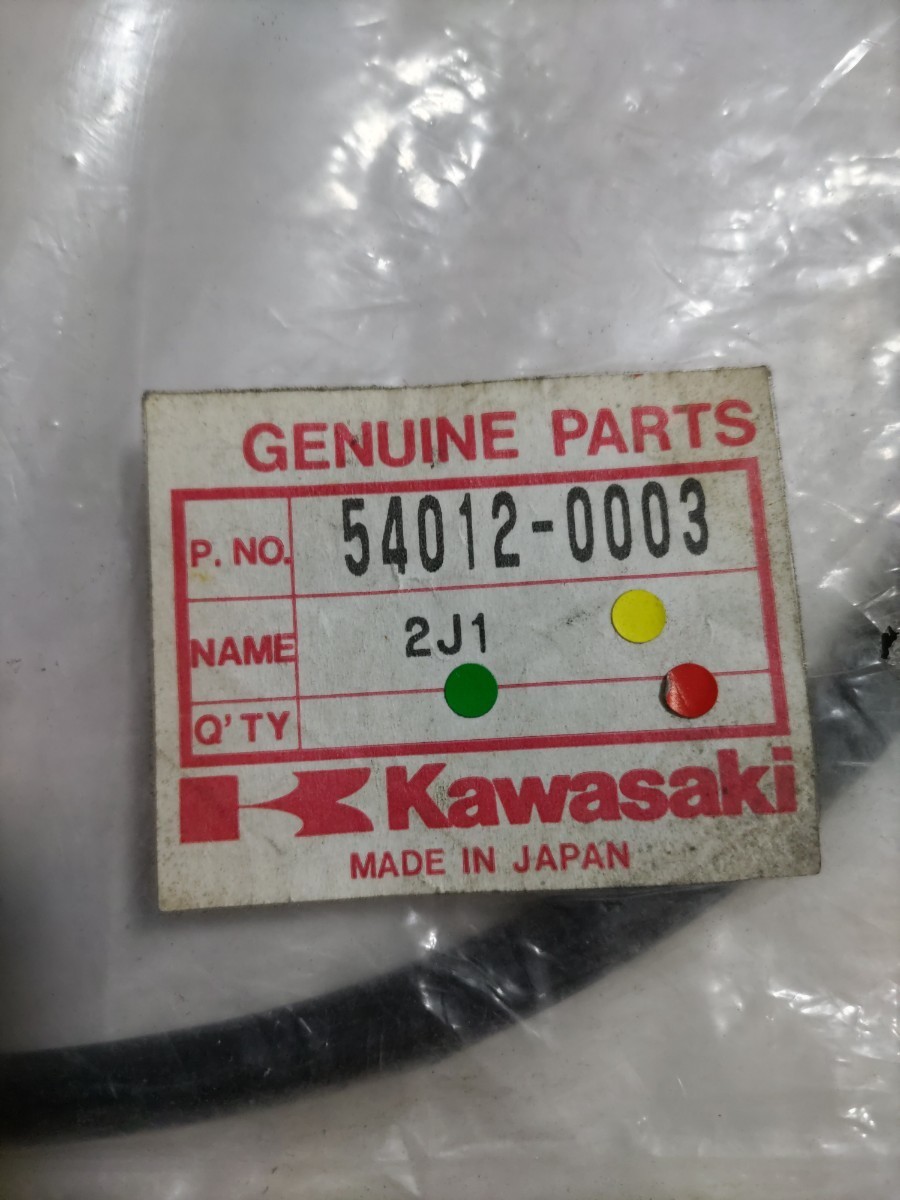 GENUINE PARTS
P. NO. 54012-0003
NAME 2J1
Q'TY
Kawasaki
MADE IN JAPAN